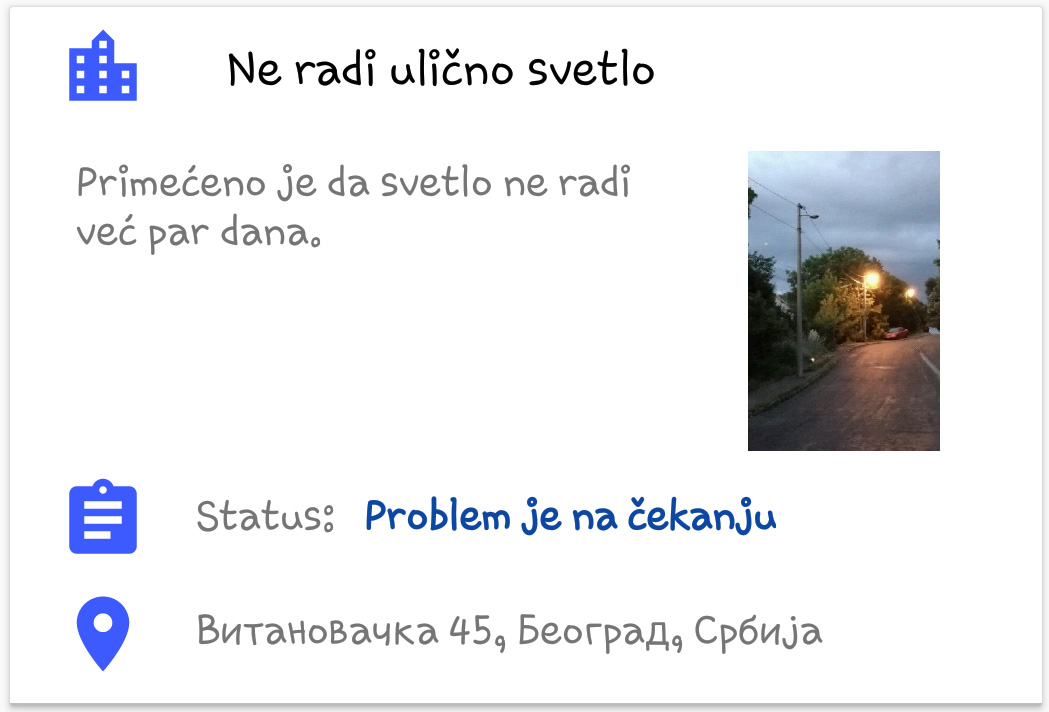 Ne radi ulično svetlo
Primećeno je da svetlo ne radi
već par dana.
Status: Problem je na čekanju
Витановачка 45, Београд, Србија